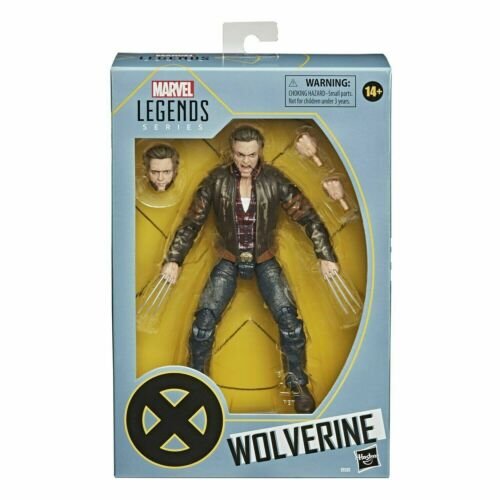 MARVEL
LEGENDS
SERIES
WARNING:
CHOKING HAZARD-Small parts.
Not for children under 3 years.
14+
WOLVERINE
Hasbro